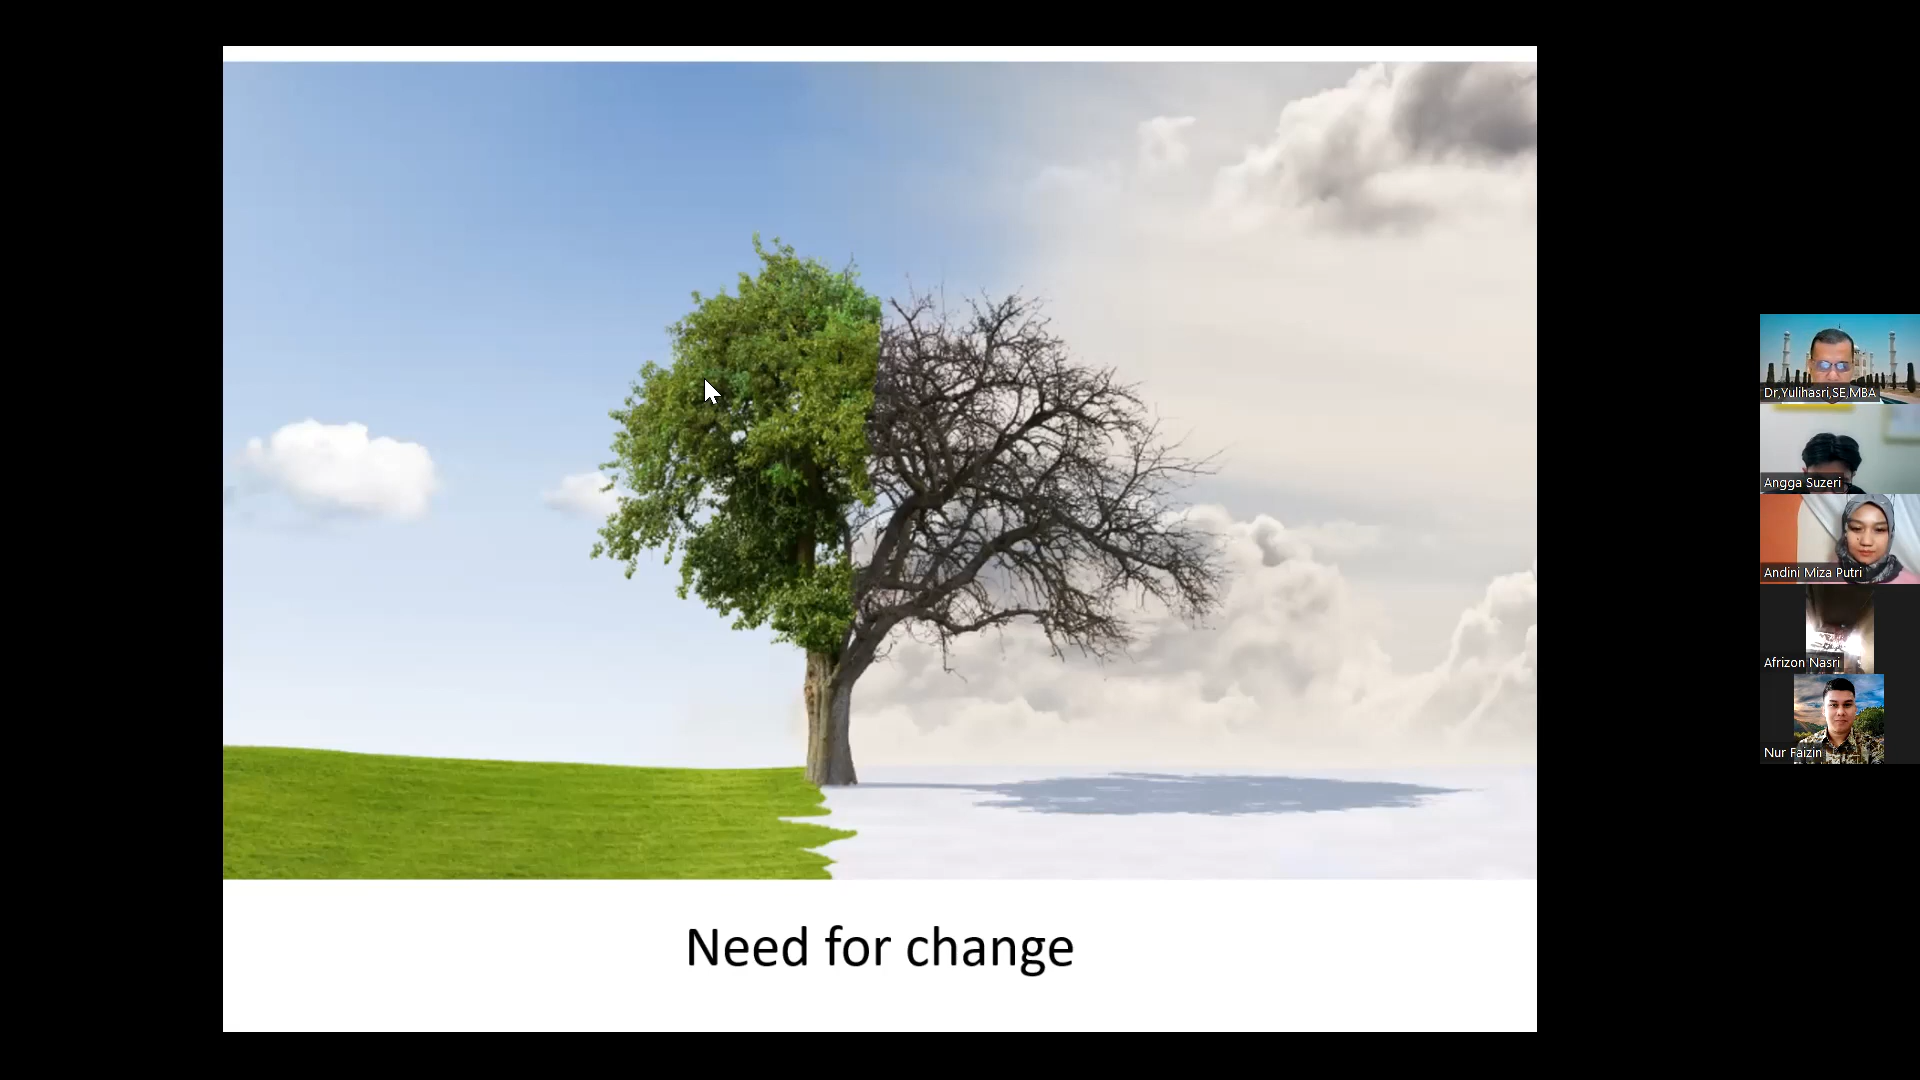 Need for change
Dr,Yulihasri,SE,MBA
Angga Suzeri
Andini Miza Putri
Afrizon Nasri
Nur Faizin